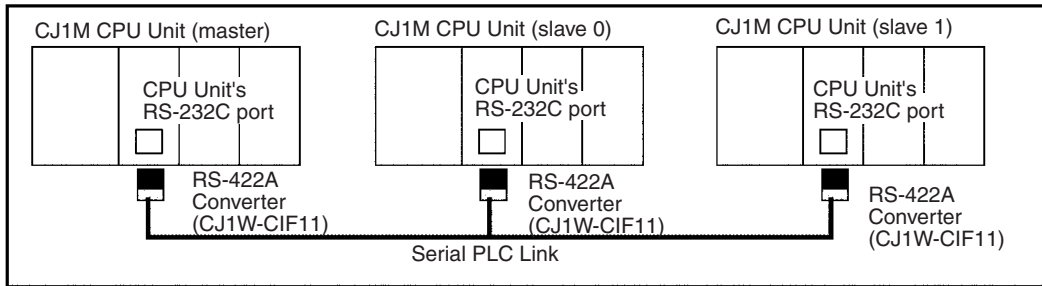 CJ1M CPU Unit (master)
CPU Unit's
RS-232C port
RS-422A
Converter
(CJ1W-CIF11)
CJ1M CPU Unit (slave 0)
CPU Unit's
RS-232C port
RS-422A
Converter
(CJ1W-CIF11)
CJ1M CPU Unit (slave 1)
CPU Unit's
RS-232C port
RS-422A
Converter
(CJ1W-CIF11)
Serial PLC Link